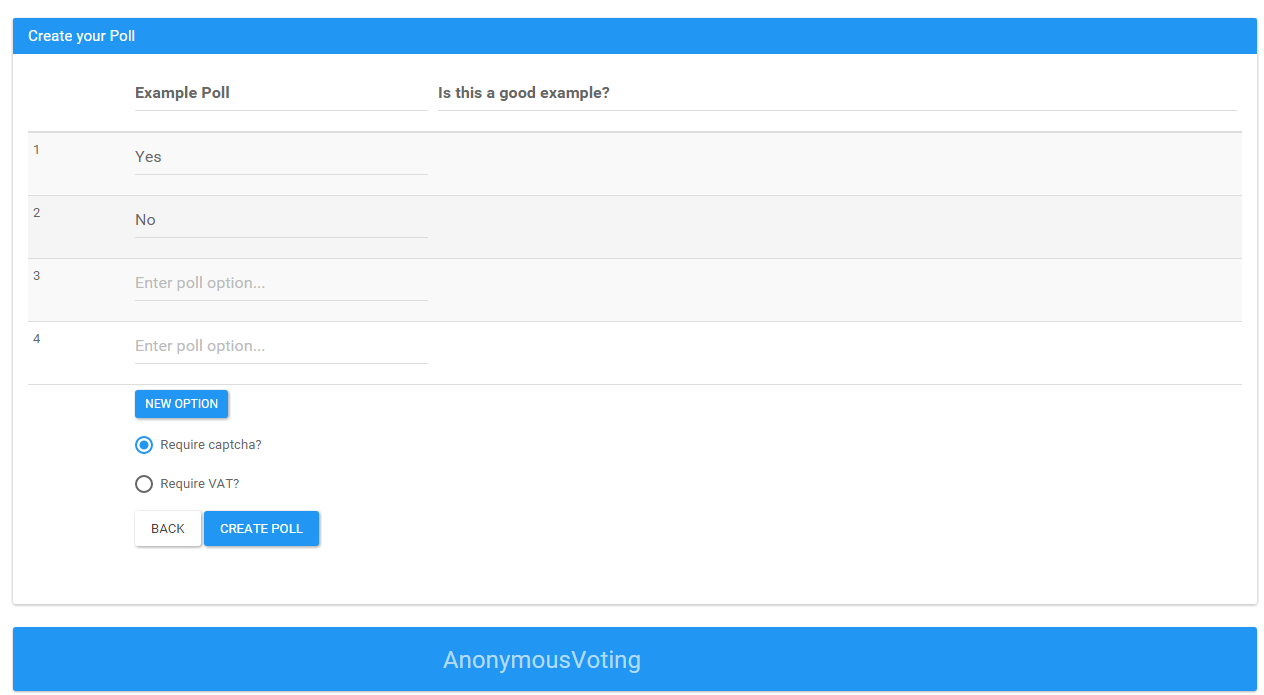 Create your Poll
Example Poll Is this a good example?
1 Yes
2 No
3 Enter poll option...
4 Enter poll option...
NEW OPTION
Require captcha?
Require VAT?
BACK CREATE POLL
AnonymousVoting